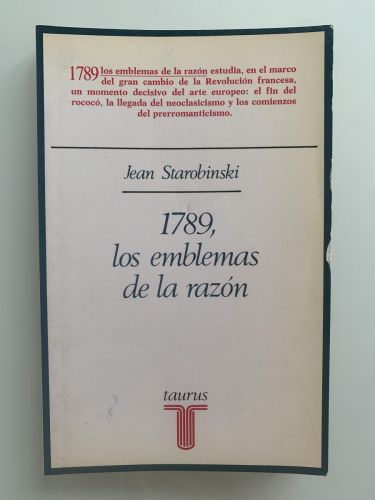 1789 los emblemas de la razón estudia, en el marco
del gran cambio de la Revolución francesa,
un momento decisivo del arte europeo: el fin del
rococó, la llegada del neoclasicismo y los comienzos
del prerromanticismo.
Jean Starobinski
1789,
los emblemas
de la razón
taurus